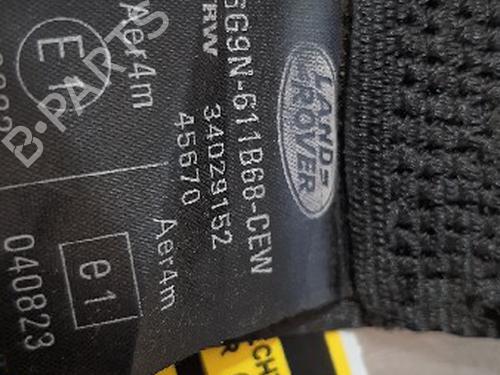 LAND-
ROVER
6G9N-611B68-CEW
34029152
45670
Aer4m
E1
Aer4m
e1
040823
B-PARTS